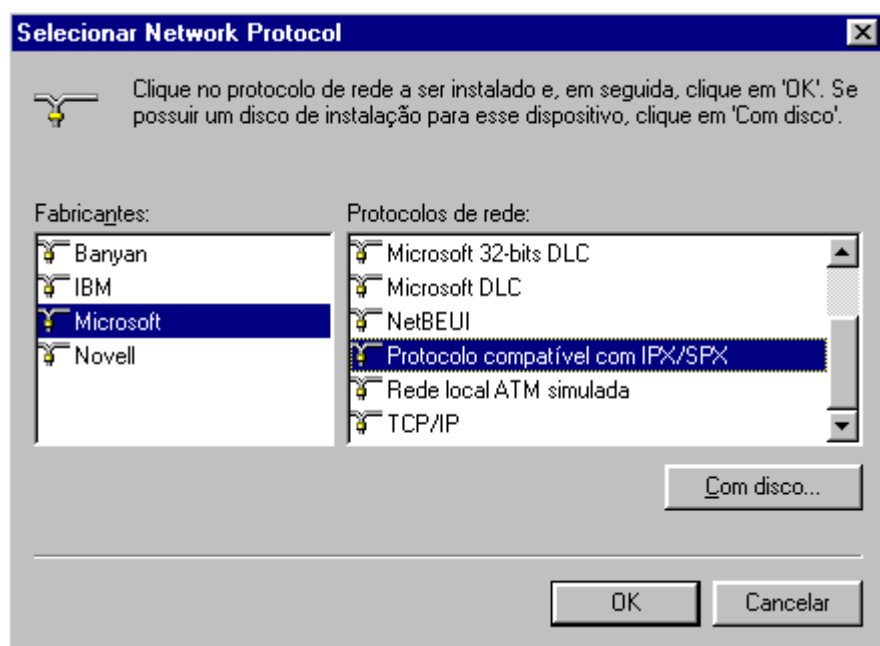 Selecionar Network Protocol
Clique no protocolo de rede a ser instalado e, em seguida, clique em 'OK'. Se
possuir um disco de instalação para esse dispositivo, clique em 'Com disco'.
Fabricantes:
Banyan
IBM
Microsoft
Novell
Protocolos de rede:
Microsoft 32-bits DLC
Microsoft DLC
NetBEUI
Protocolo compatível com IPX/SPX
Rede local ATM simulada
TCP/IP
Com disco...
OK
Cancelar